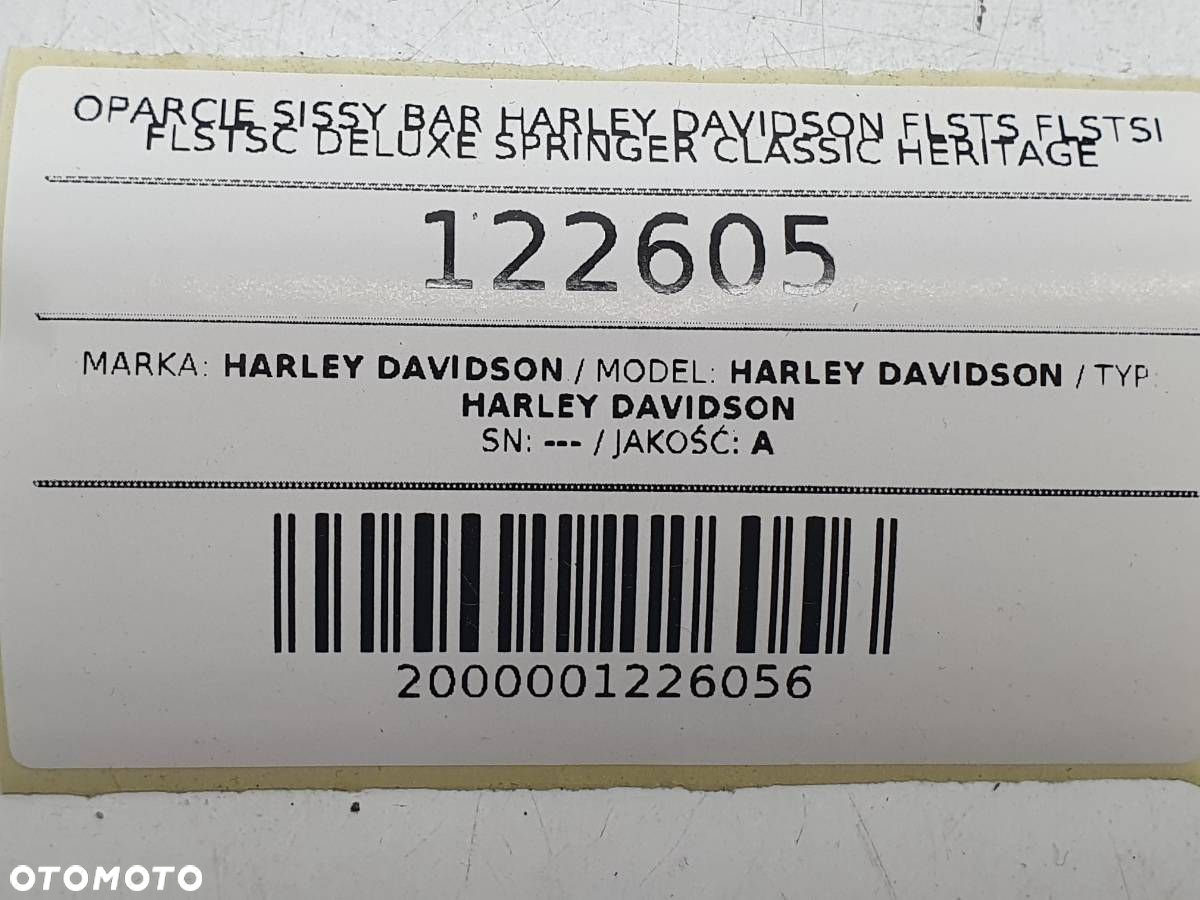 OPARCIE SISSY BAR HARLEY DAVIDSON FLSTS FLSTSI
FLSTSC DELUXE SPRINGER CLASSIC HERITAGE
122605
MARKA: HARLEY DAVIDSON / MODEL: HARLEY DAVIDSON / TYP:
HARLEY DAVIDSON
SN: --- / JAKOŚĆ: A
2000001226056
OTOMOTO